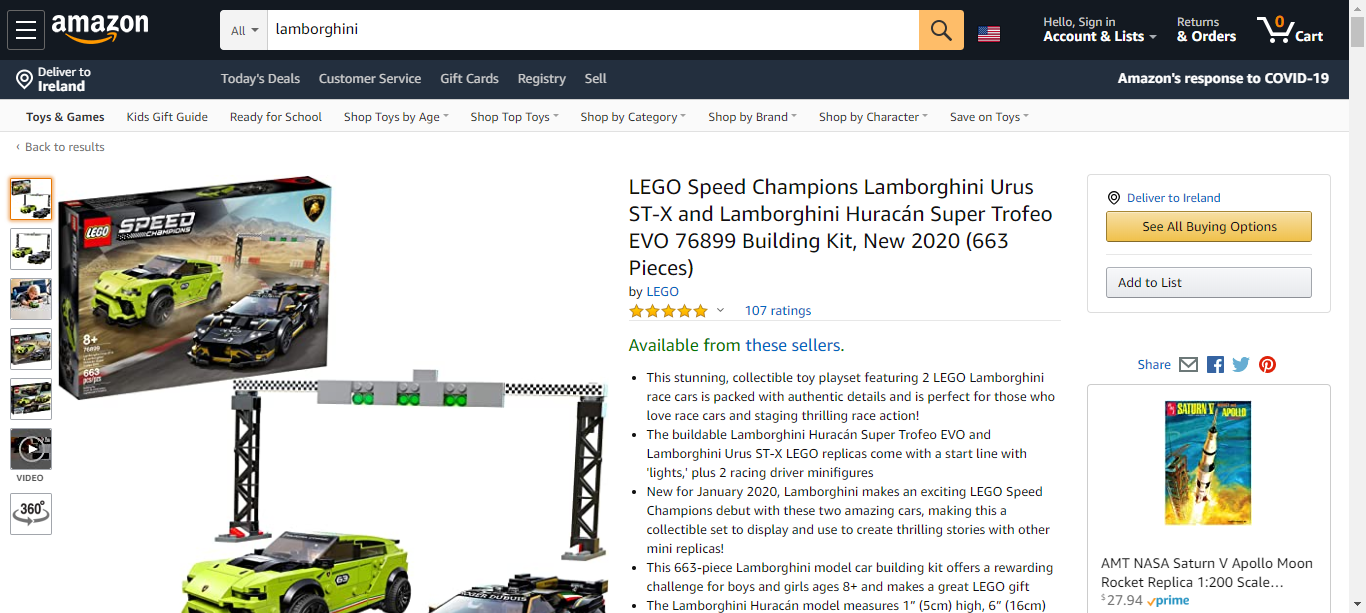 amazon
All
lamborghini
Hello, Sign in
Account & Lists
Returns
& Orders
0
Cart
Deliver to
Ireland
Today's Deals Customer Service Gift Cards Registry Sell
Amazon's response to COVID-19
Toys & Games Kids Gift Guide Ready for School Shop Toys by Age Shop Top Toys Shop by Category Shop by Brand Shop by Character Save on Toys
‹ Back to results
LEGO Speed Champions Lamborghini Urus
ST-X and Lamborghini Huracán Super Trofeo
EVO 76899 Building Kit, New 2020 (663
Pieces)
by LEGO
107 ratings
Available from these sellers.
• This stunning, collectible toy playset featuring 2 LEGO Lamborghini
race cars is packed with authentic details and is perfect for those who
love race cars and staging thrilling race action!
• The buildable Lamborghini Huracán Super Trofeo EVO and
Lamborghini Urus ST-X LEGO replicas come with a start line with
'lights,' plus 2 racing driver minifigures
• New for January 2020, Lamborghini makes an exciting LEGO Speed
Champions debut with these two amazing cars, making this a
collectible set to display and use to create thrilling stories with other
mini replicas!
• This 663-piece Lamborghini model car building kit offers a rewarding
challenge for boys and girls ages 8+ and makes a great LEGO gift
• The Lamborghini Huracán model measures 1” (5cm) high, 6” (16cm)
LEGO
SPEED
CHAMPIONS
8+
76899
663
pcs/pzs
63
ROGER DUBUIS
VIDEO
360°
Deliver to Ireland
See All Buying Options
Add to List
Share
SATURN V
APOLLO
AMT NASA Saturn V Apollo Moon
Rocket Replica 1:200 Scale…
$27.94 prime